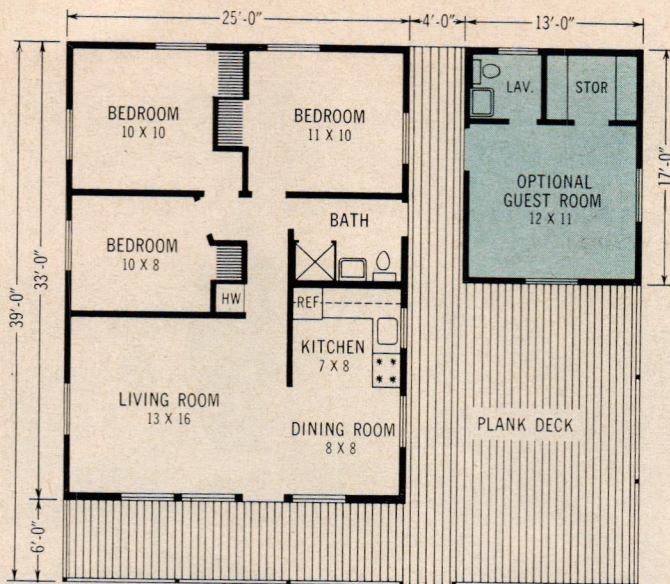 25'-0"
4'-0"
13'-0"
BEDROOM
10 X 10
BEDROOM
11 X 10
LAV.
STOR
OPTIONAL
GUEST ROOM
12 X 11
17'-0"
BATH
BEDROOM
10 X 8
HW
REF
KITCHEN
7 X 8
LIVING ROOM
13 X 16
DINING ROOM
8 X 8
PLANK DECK
39'-0"
33'-0"
6'-0"